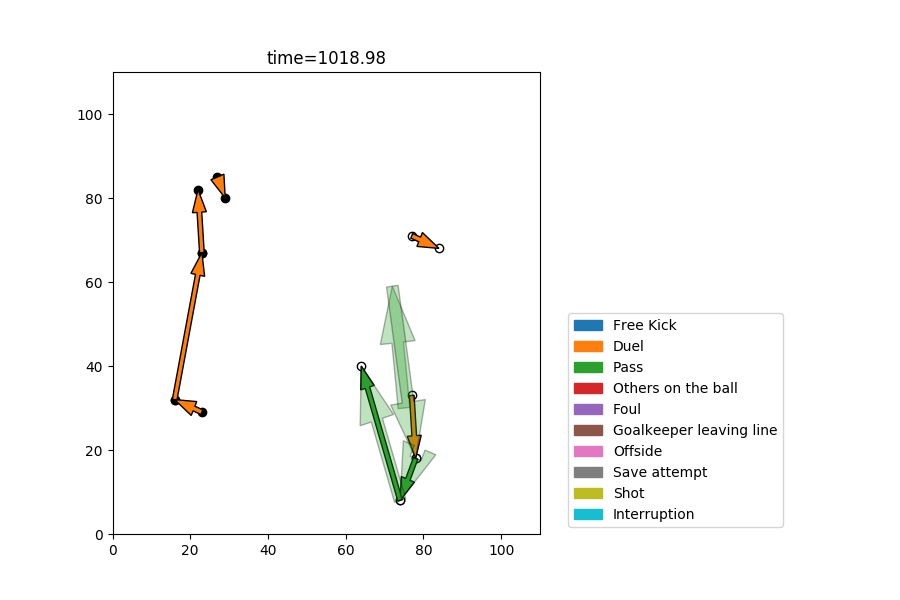 time=1018.98
100
80
60
40
20
0
0 20 40 60 80 100
Free Kick
Duel
Pass
Others on the ball
Foul
Goalkeeper leaving line
Offside
Save attempt
Shot
Interruption